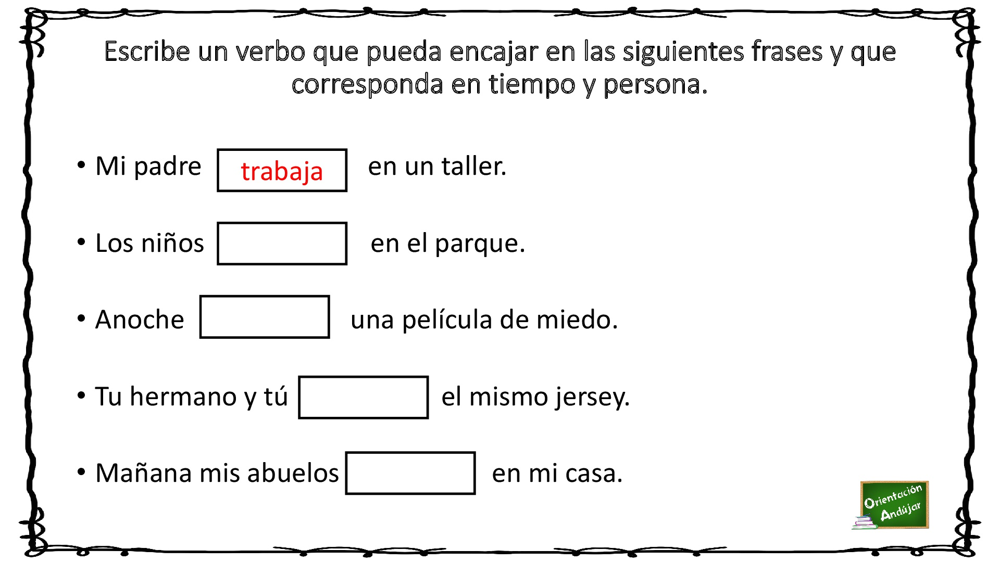 Escribe un verbo que pueda encajar en las siguientes frases y que
corresponda en tiempo y persona.
• Mi padre trabaja en un taller.
• Los niños en el parque.
• Anoche una película de miedo.
• Tu hermano y tú el mismo jersey.
• Mañana mis abuelos en mi casa.
Orientación
Andújar